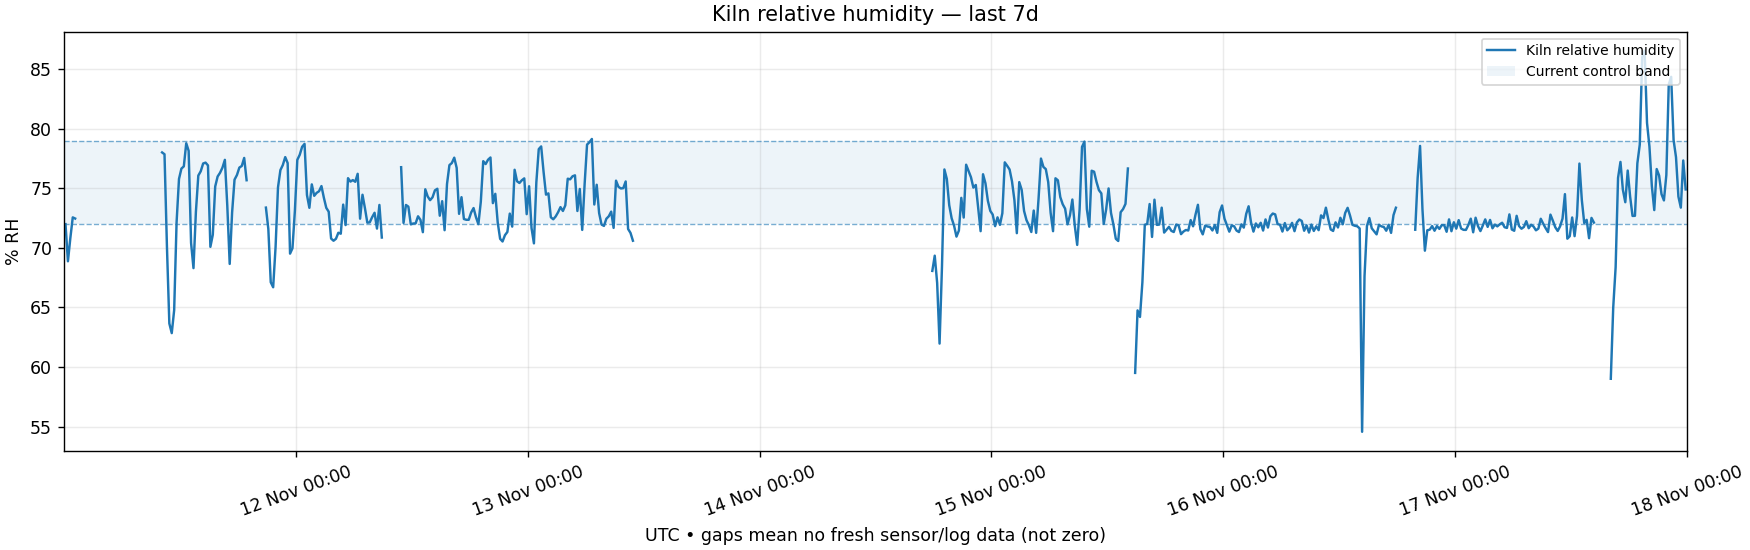 Kiln relative humidity — last 7d
Kiln relative humidity
Current control band
% RH
85
80
75
70
65
60
55
12 Nov 00:00
13 Nov 00:00
14 Nov 00:00
15 Nov 00:00
16 Nov 00:00
17 Nov 00:00
18 Nov 00:00
UTC • gaps mean no fresh sensor/log data (not zero)